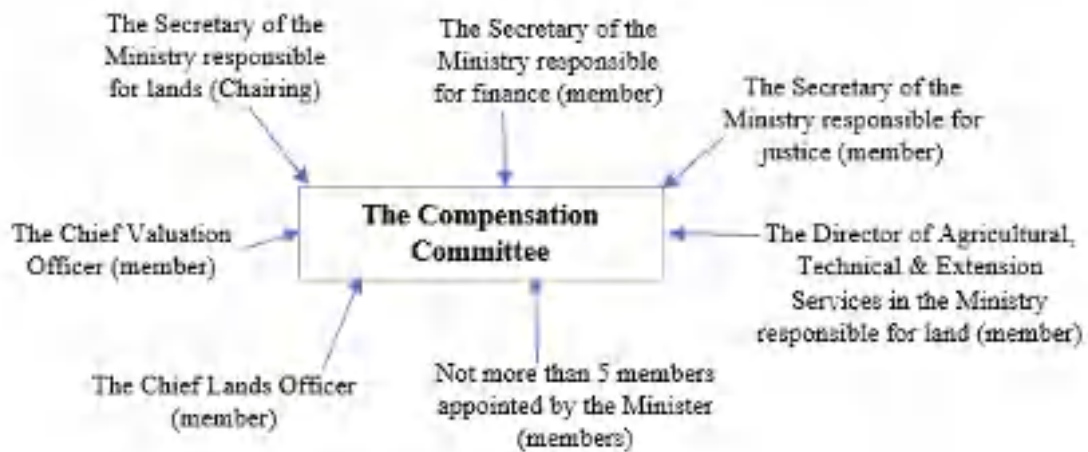 The Secretary of the
Ministry responsible
for lands (Chairing)
The Secretary of the
Ministry responsible
for finance (member)
The Secretary of the
Ministry responsible for
justice (member)
The Compensation
Committee
The Chief Valuation
Officer (member)
The Director of Agricultural,
Technical & Extension
Services in the Ministry
responsible for land (member)
The Chief Lands Officer
(member)
Not more than 5 members
appointed by the Minister
(members)